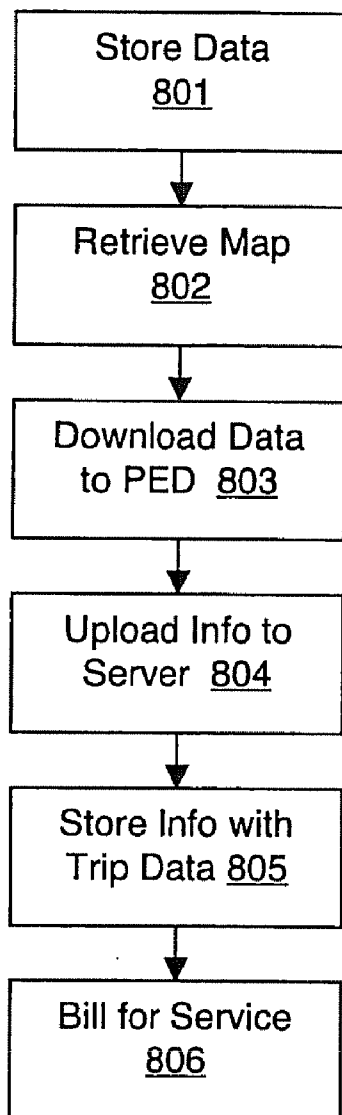 Store Data
801
Retrieve Map
802
Download Data
to PED 803
Upload Info to
Server 804
Store Info with
Trip Data 805
Bill for Service
806